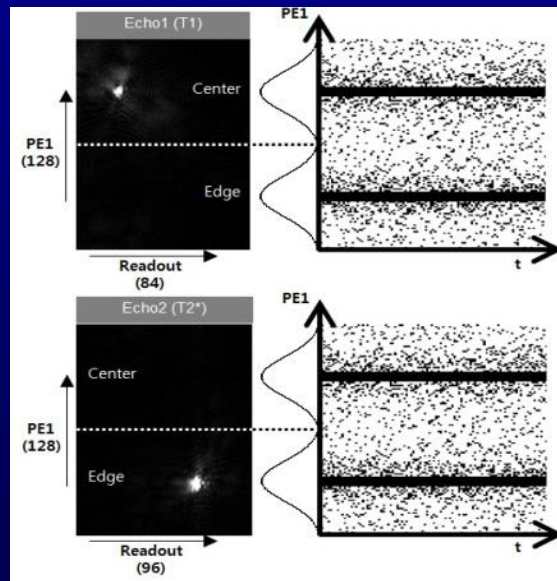 Echo1 (T1)
PE1
Center
PE1
(128)
Edge
Readout
(84)
t
Echo2 (T2*)
PE1
Center
PE1
(128)
Edge
Readout
(96)
t